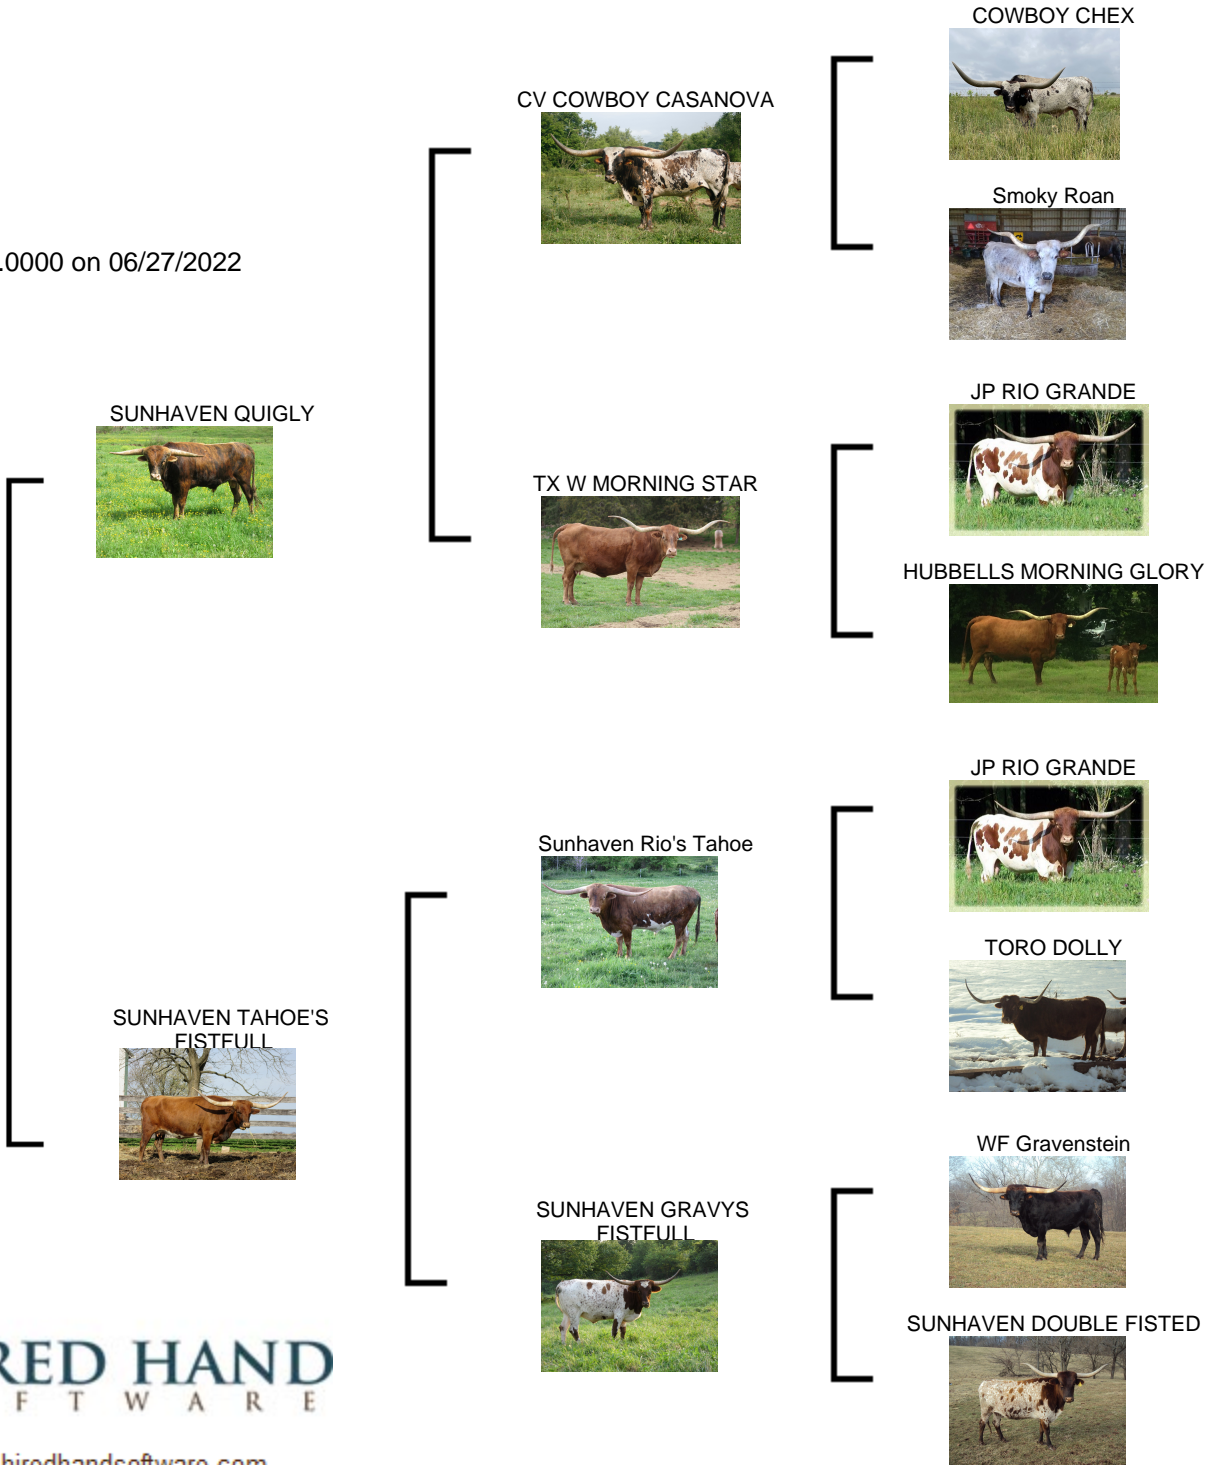 COWBOY CHEX
CV COWBOY CASANOVA
Smoky Roan
.0000 on 06/27/2022
JP RIO GRANDE
SUNHAVEN QUIGLY
TX W MORNING STAR
HUBBELLS MORNING GLORY
JP RIO GRANDE
Sunhaven Rio's Tahoe
TORO DOLLY
SUNHAVEN TAHOE'S
FISTFULL
WF Gravenstein
SUNHAVEN GRAVYS
FISTFULL
SUNHAVEN DOUBLE FISTED
RED HAND
F T W A R E
hiredhandsoftware.com